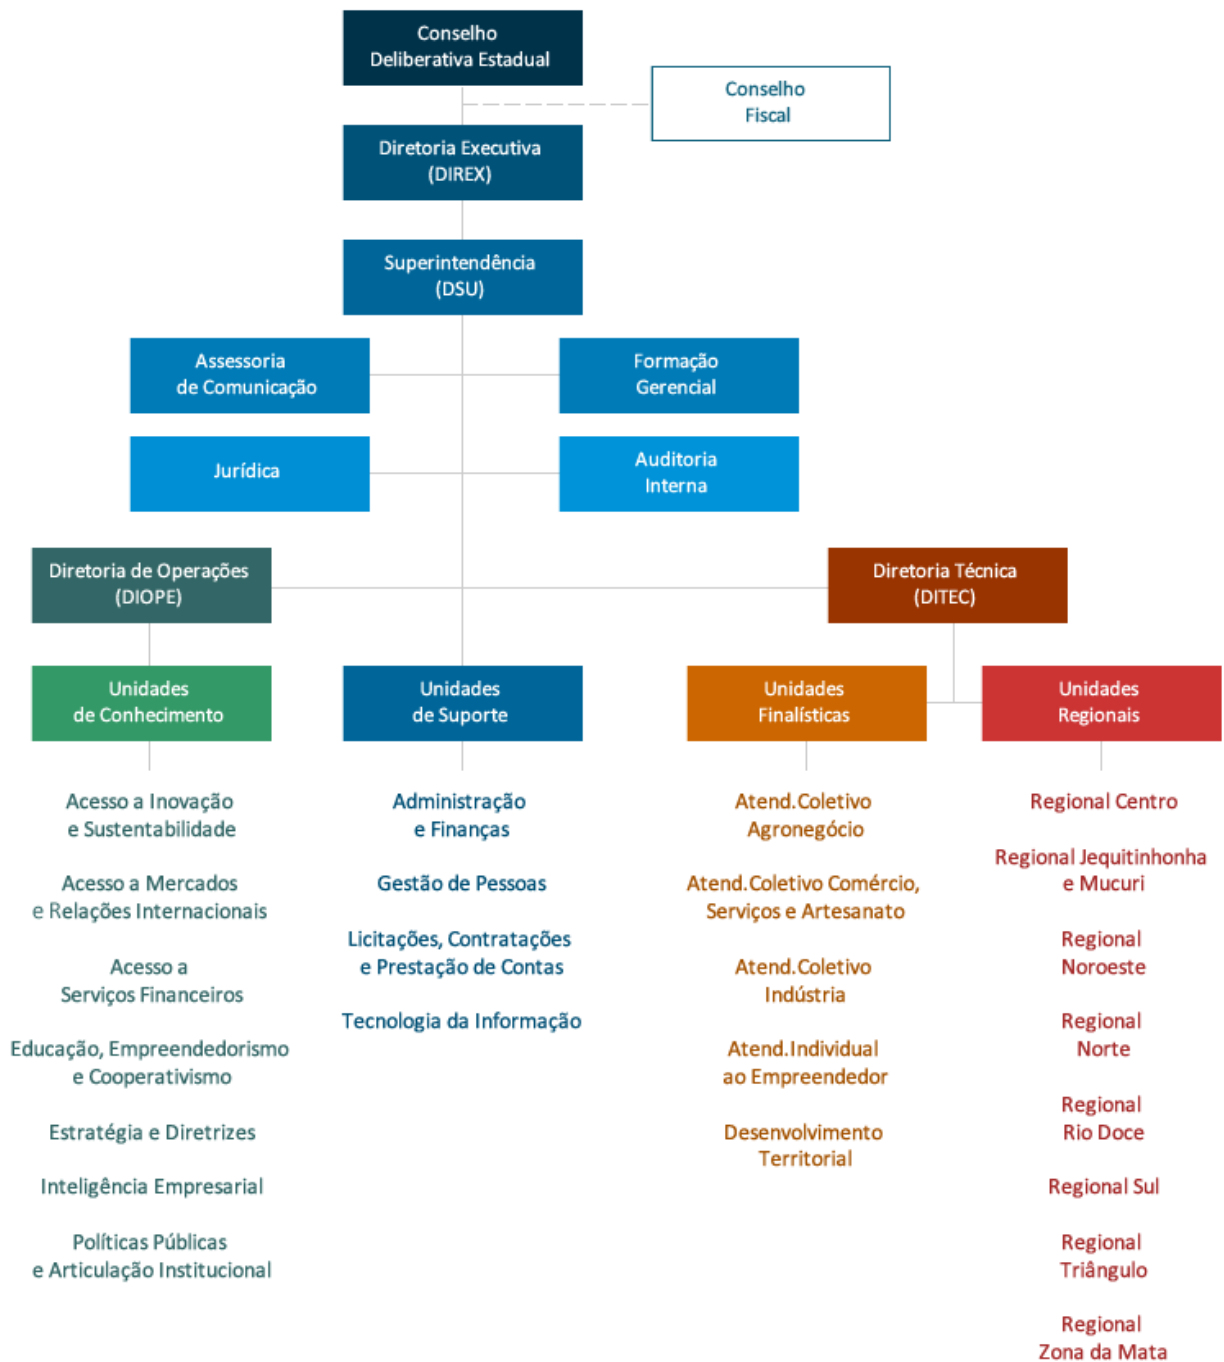 Conselho
Deliberativa Estadual
Conselho
Fiscal
Diretoria Executiva
(DIREX)
Superintendência
(DSU)
Assessoria
de Comunicação
Formação
Gerencial
Jurídica
Auditoria
Interna
Diretoria de Operações
(DIOPE)
Diretoria Técnica
(DITEC)
Unidades
de Conhecimento
Acesso a Inovação
e Sustentabilidade
Acesso a Mercados
e Relações Internacionais
Acesso a
Serviços Financeiros
Educação, Empreendedorismo
e Cooperativismo
Estratégia e Diretrizes
Inteligência Empresarial
Políticas Públicas
e Articulação Institucional
Unidades
de Suporte
Administração
e Finanças
Gestão de Pessoas
Licitações, Contratações
e Prestação de Contas
Tecnologia da Informação
Unidades
Finalísticas
Atend.Coletivo
Agronegócio
Atend.Coletivo Comércio,
Serviços e Artesanato
Atend.Coletivo
Indústria
Atend.Individual
ao Empreendedor
Desenvolvimento
Territorial
Unidades
Regionais
Regional Centro
Regional Jequitinhonha
e Mucuri
Regional
Noroeste
Regional
Norte
Regional
Rio Doce
Regional Sul
Regional
Triângulo
Regional
Zona da Mata